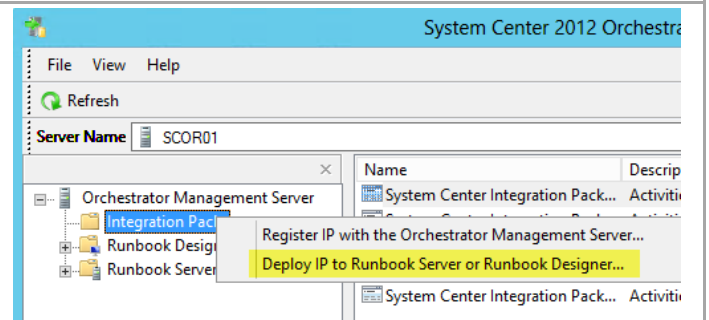 System Center 2012 Orchestra
File View Help
Refresh
Server Name SCOR01
Name Descrip
Orchestrator Management Server
System Center Integration Pack... Activiti
Integration Pack
Register IP with the Orchestrator Management Server...
Runbook Desig
Deploy IP to Runbook Server or Runbook Designer...
Runbook Server
System Center Integration Pack... Activiti